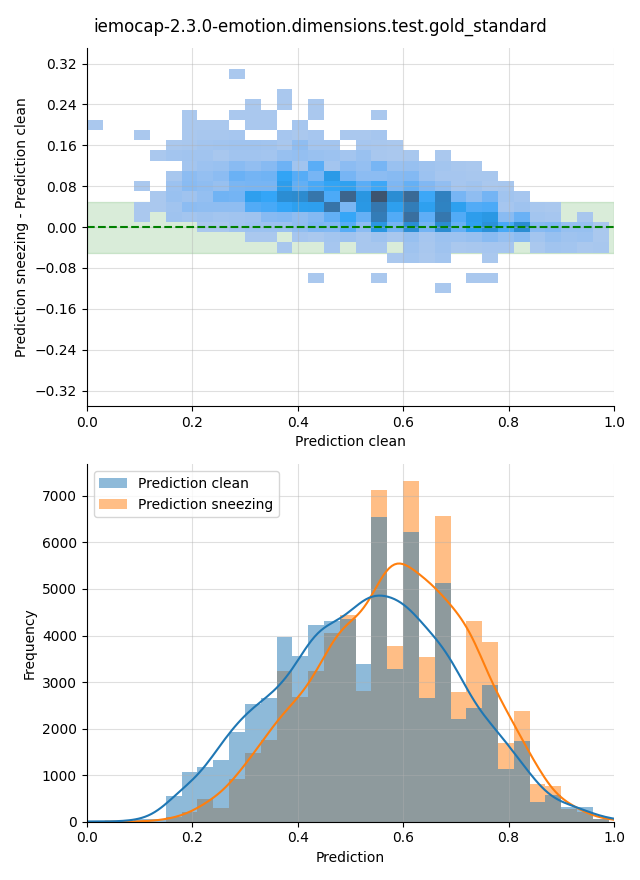 iemocap-2.3.0-emotion.dimensions.test.gold_standard
Prediction sneezing - Prediction clean
0.32
0.24
0.16
0.08
0.00
−0.08
−0.16
−0.24
−0.32
0.0 0.2 0.4 0.6 0.8 1.0
Prediction clean
Prediction clean
Prediction sneezing
Frequency
7000
6000
5000
4000
3000
2000
1000
0
0.0 0.2 0.4 0.6 0.8 1.0
Prediction